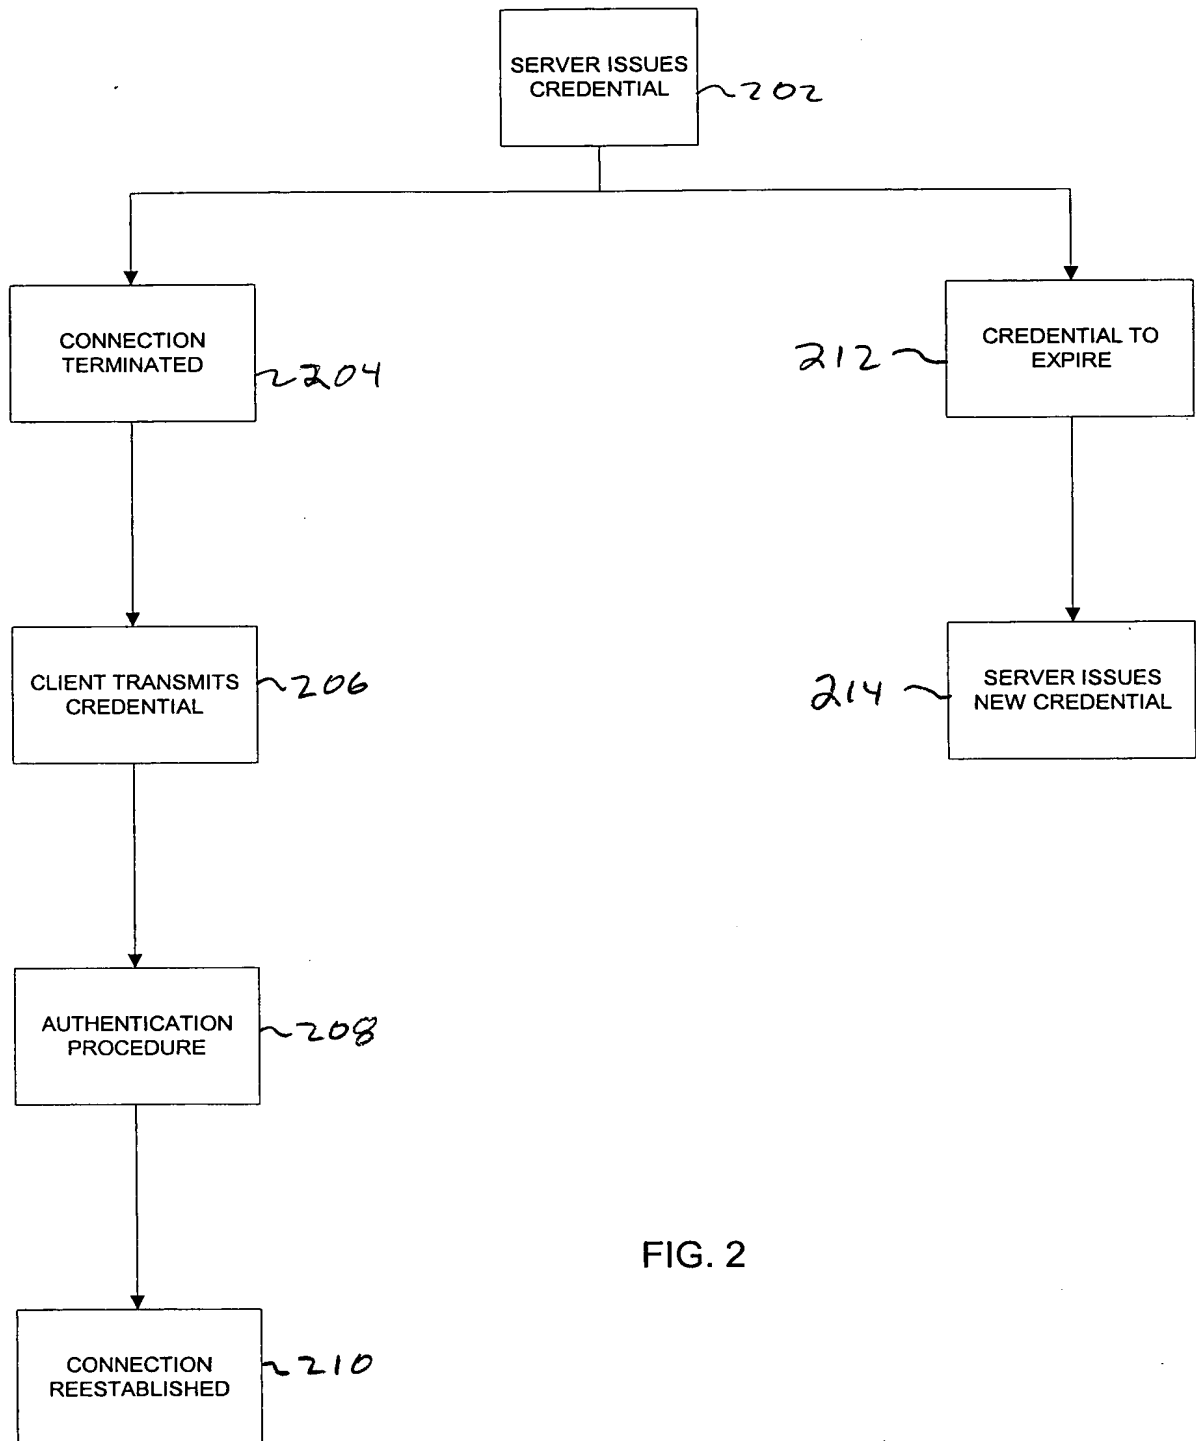 SERVER ISSUES
CREDENTIAL
202
CONNECTION
TERMINATED
204
212
CREDENTIAL TO
EXPIRE
CLIENT TRANSMITS
CREDENTIAL
206
214
SERVER ISSUES
NEW CREDENTIAL
AUTHENTICATION
PROCEDURE
208
FIG. 2
CONNECTION
REESTABLISHED
210